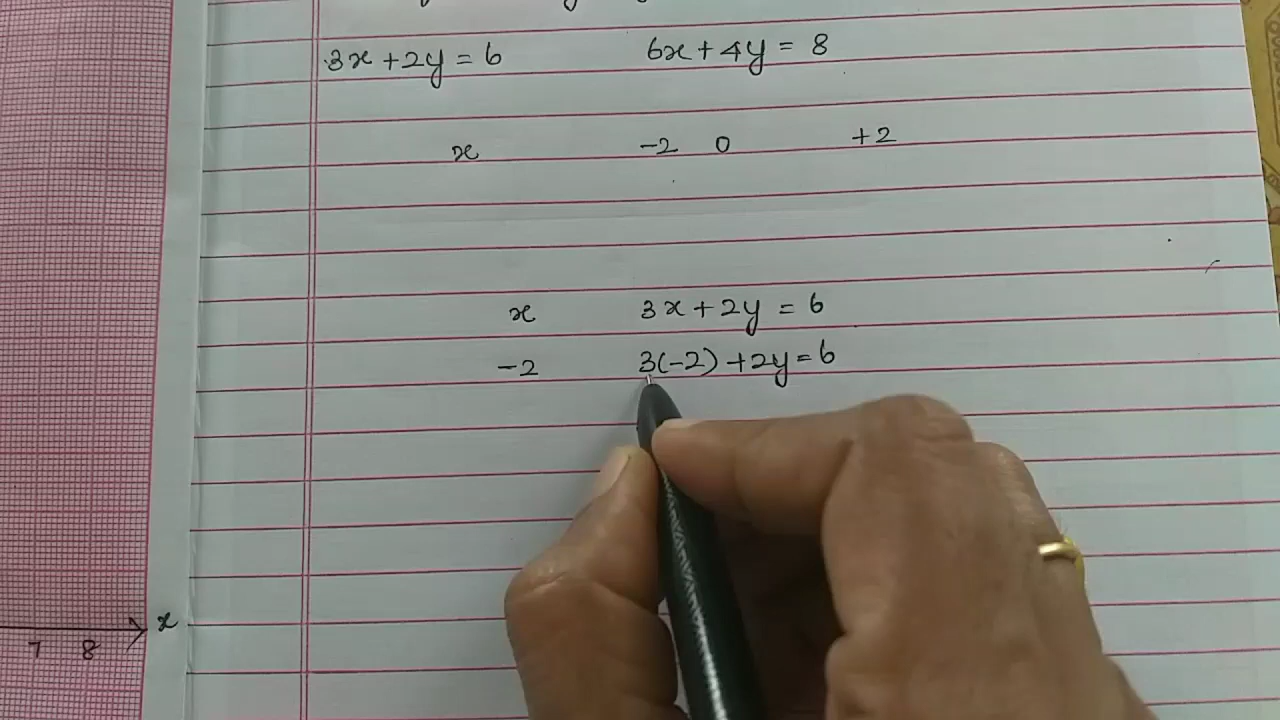 3x + 2y = 6 6x + 4y = 8
x -2 0 +2
x 3x + 2y = 6
-2 3(-2) + 2y = 6
x
7 8